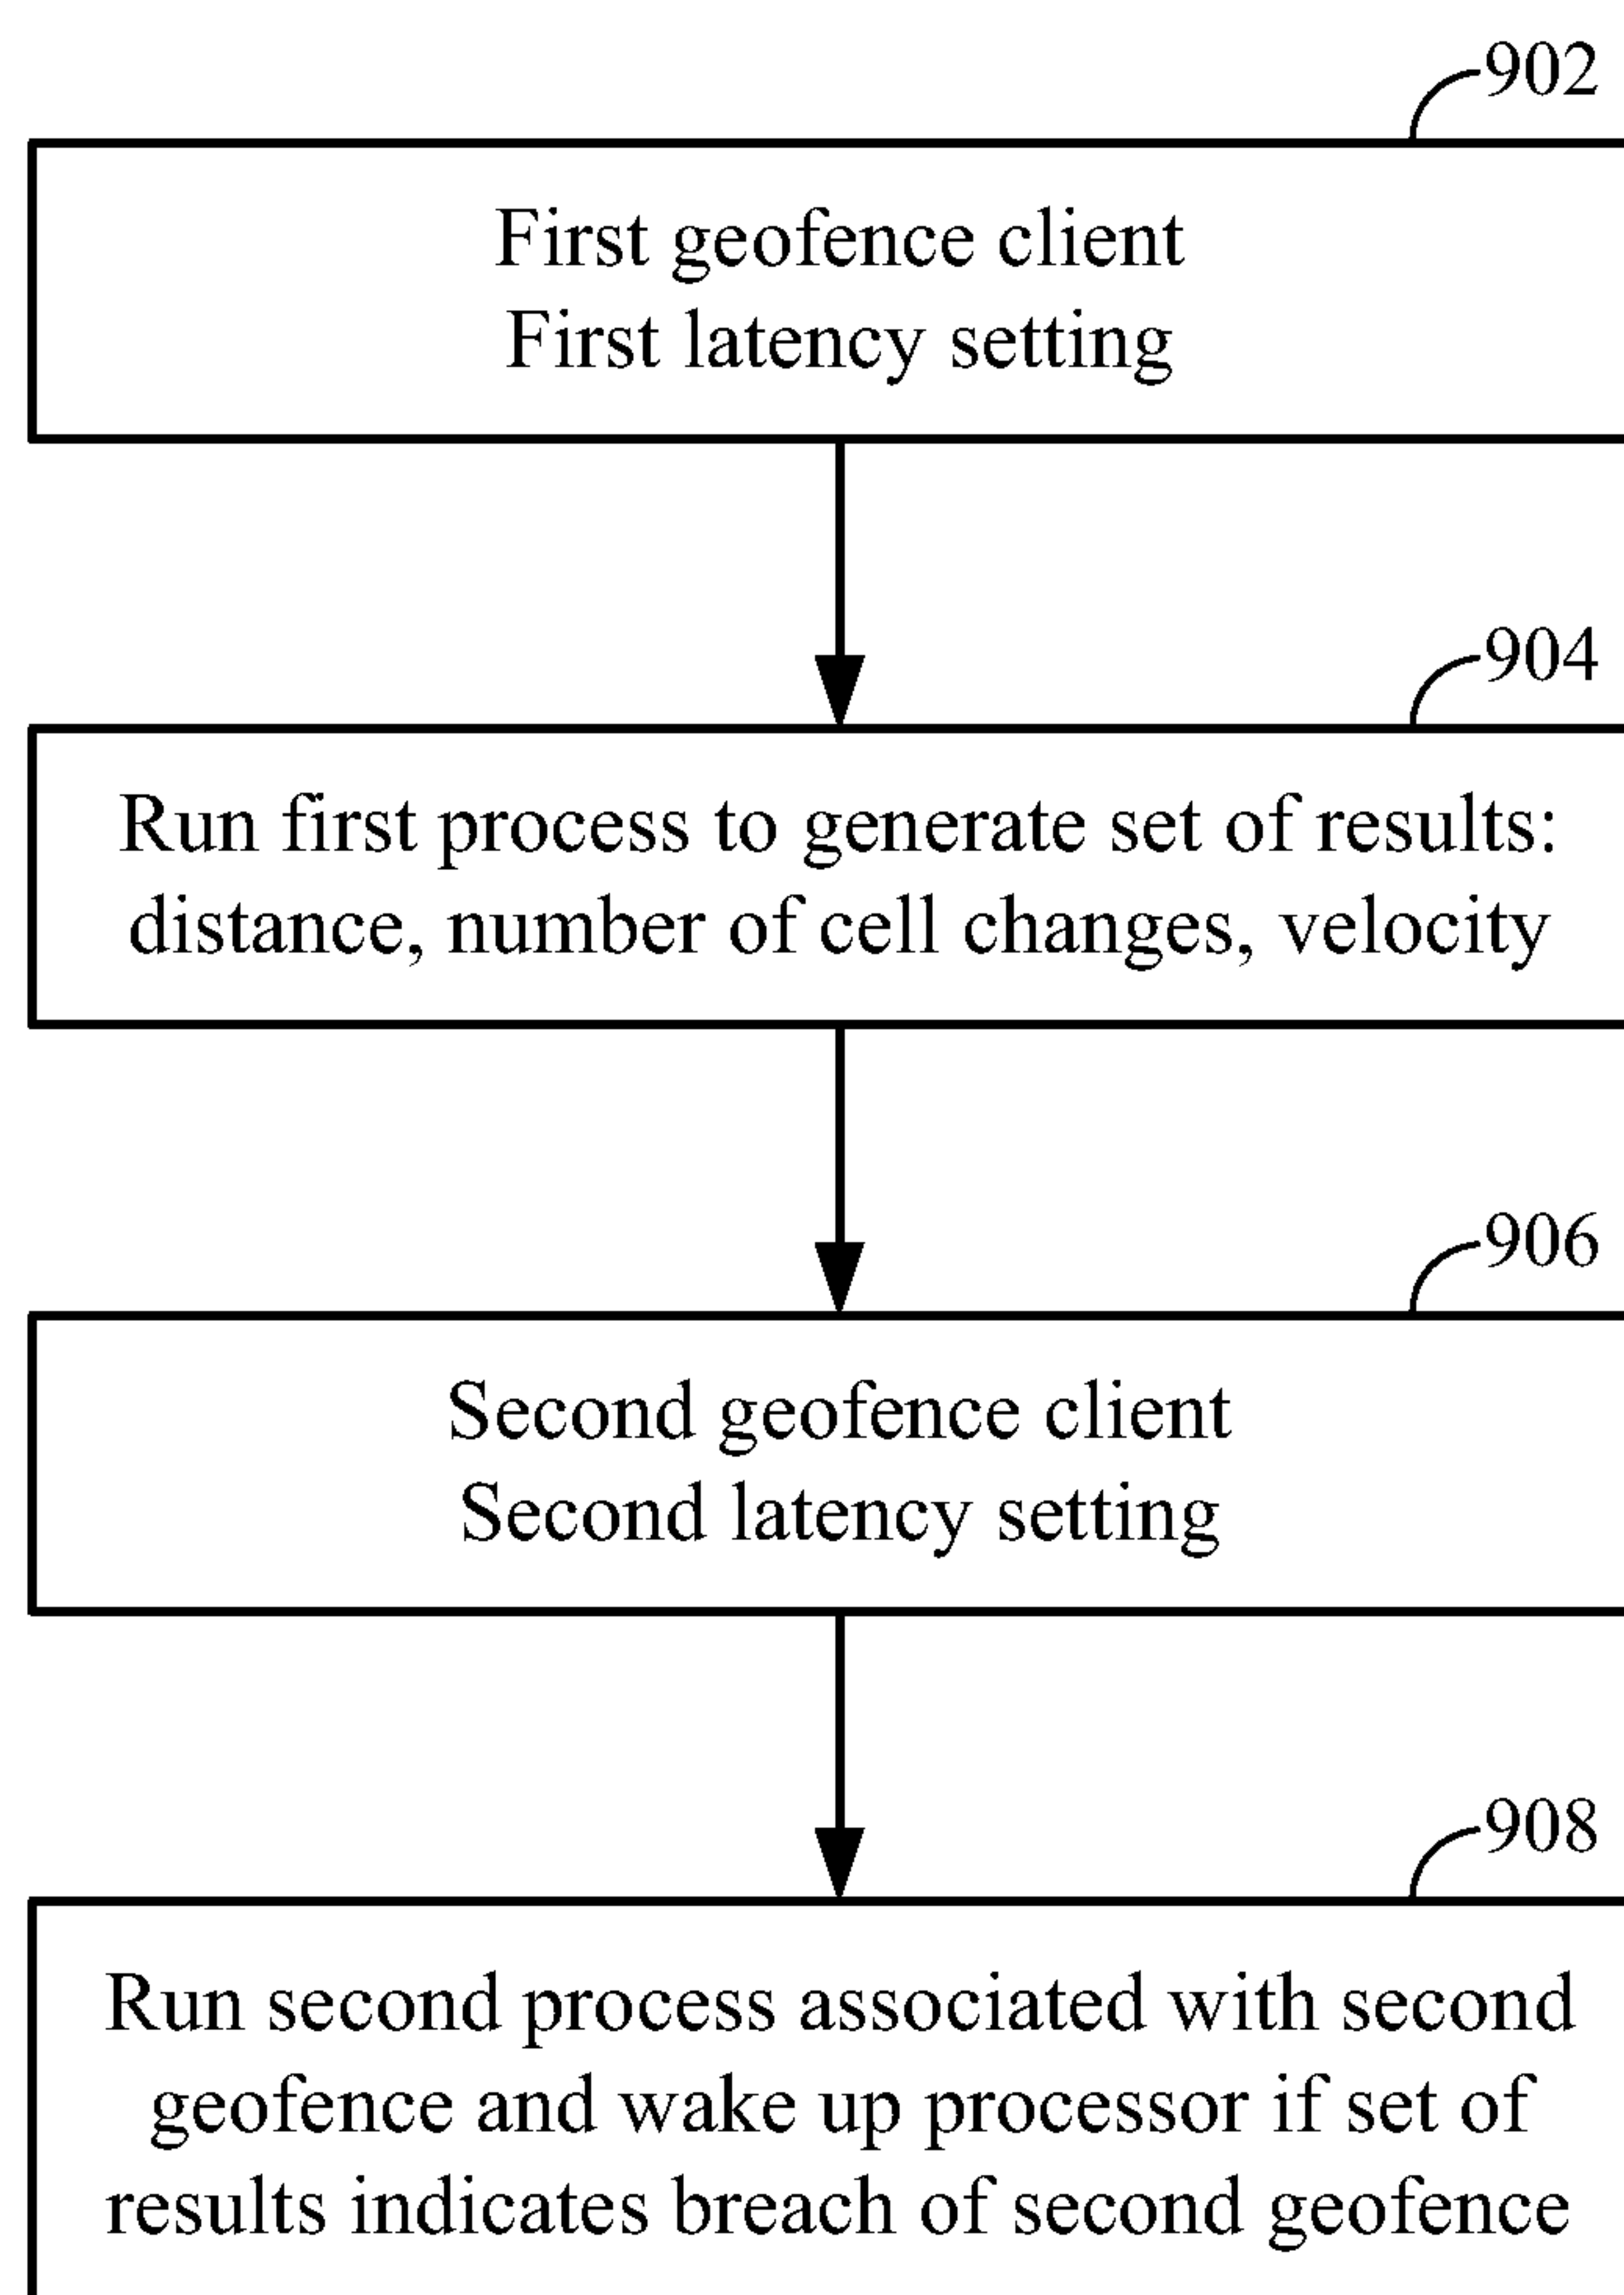 902
First geofence client
First latency setting
904
Run first process to generate set of results:
distance, number of cell changes, velocity
906
Second geofence client
Second latency setting
908
Run second process associated with second
geofence and wake up processor if set of
results indicates breach of second geofence